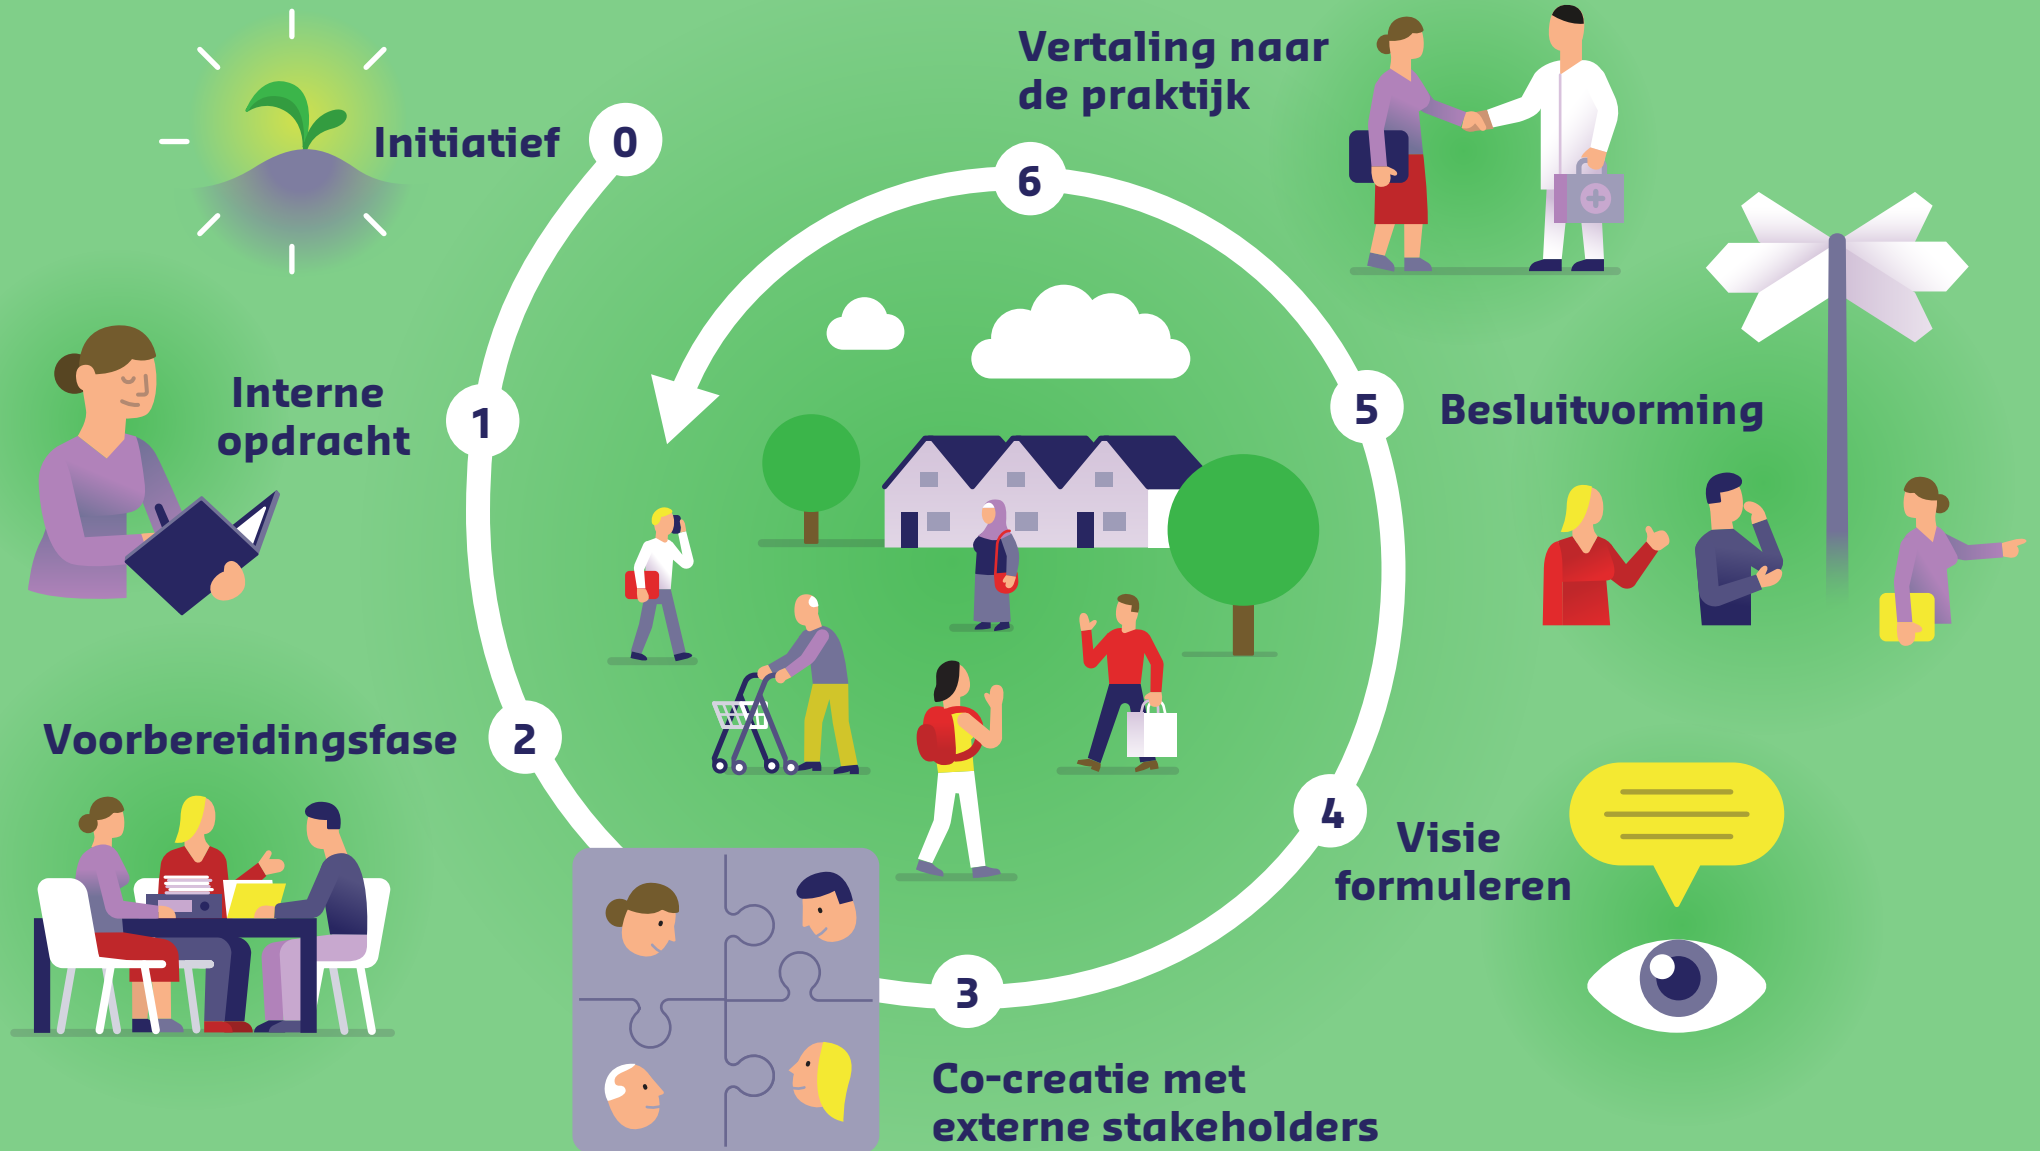 Initiatief
0
Interne
opdracht
1
Voorbereidingsfase
2
3
Co-creatie met
externe stakeholders
4
Visie
formuleren
5
Besluitvorming
6
Vertaling naar
de praktijk